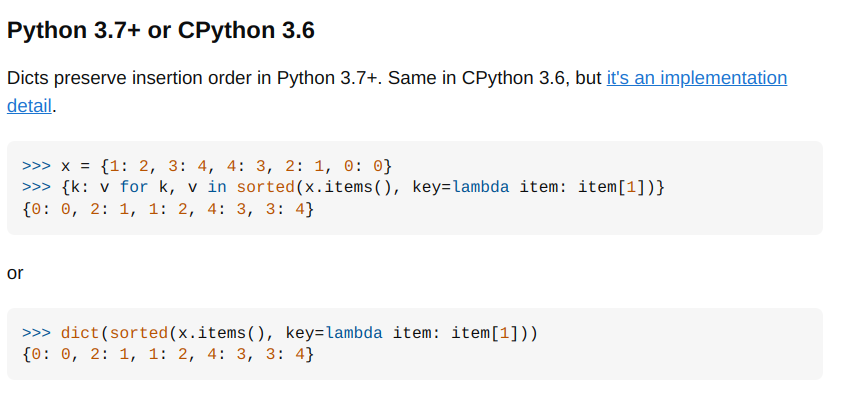 Python 3.7+ or CPython 3.6
Dicts preserve insertion order in Python 3.7+. Same in CPython 3.6, but it's an implementation
detail.
>>> x = {1: 2, 3: 4, 4: 3, 2: 1, 0: 0}
>>> {k: v for k, v in sorted(x.items(), key=lambda item: item[1])}
{0: 0, 2: 1, 1: 2, 4: 3, 3: 4}
or
>>> dict(sorted(x.items(), key=lambda item: item[1]))
{0: 0, 2: 1, 1: 2, 4: 3, 3: 4}